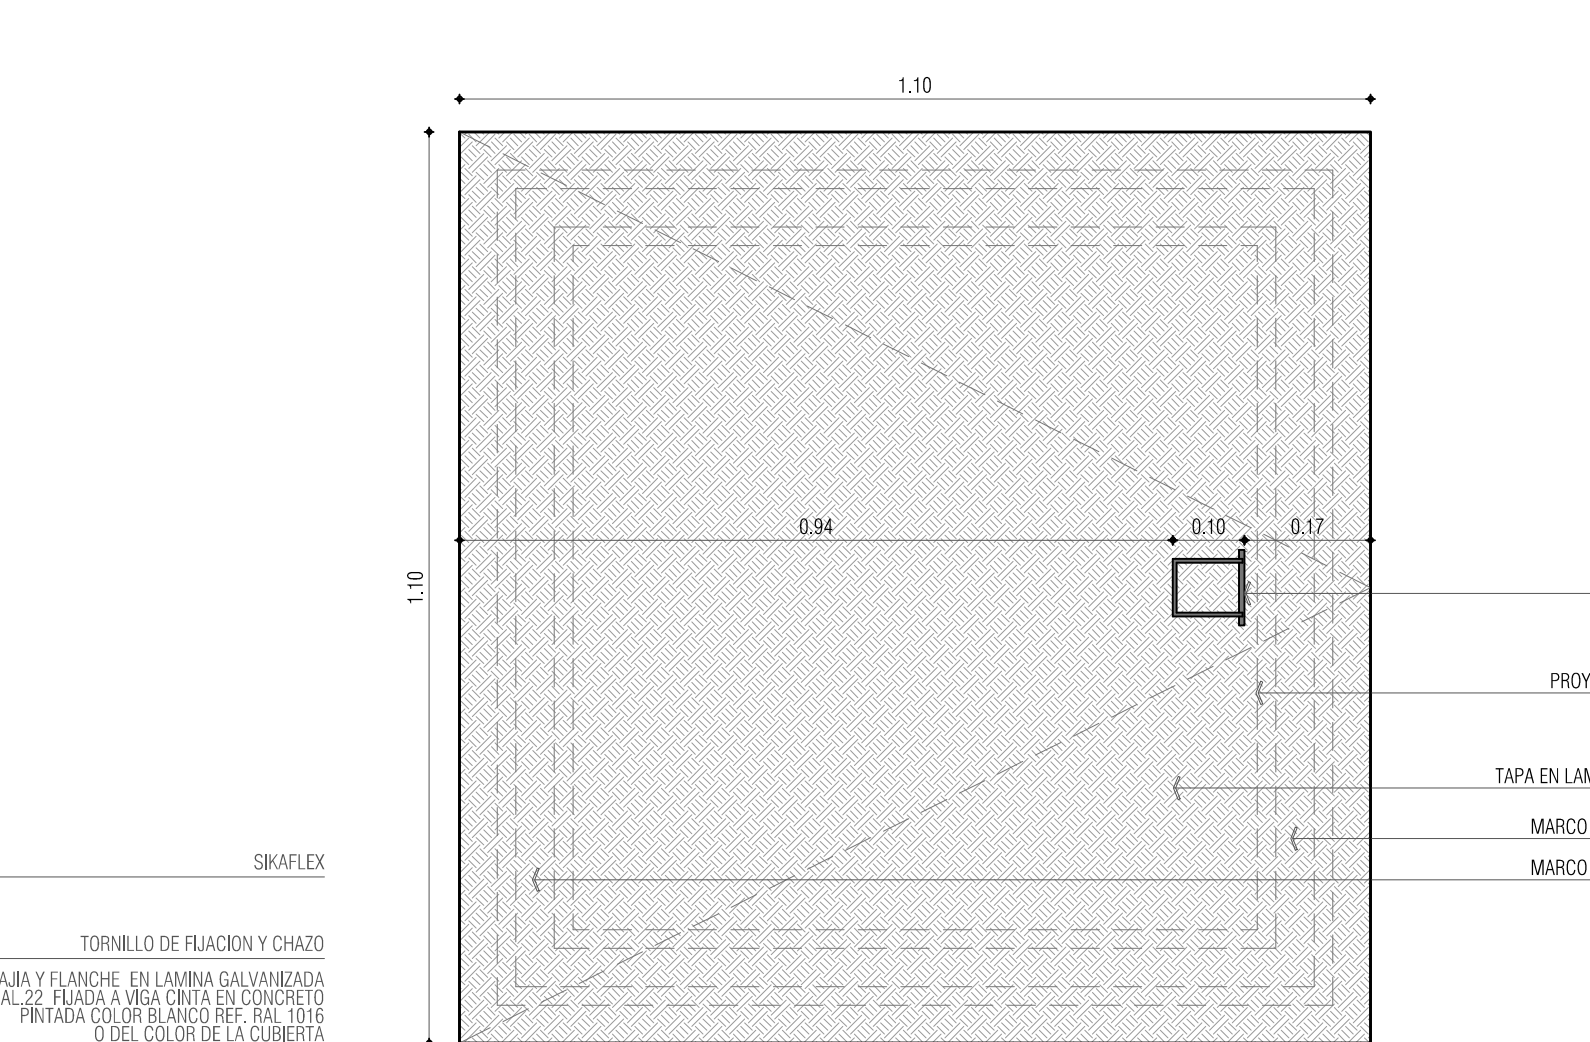 1.10
0.94
0.10
0.17
1.10
PROY
TAPA EN LAM
MARCO
MARCO
SIKAFLEX
TORNILLO DE FIJACION Y CHAZO
AJIA Y FLANCHE EN LAMINA GALVANIZADA
AL.22 FIJADA A VIGA CINTA EN CONCRETO
PINTADA COLOR BLANCO REF. RAL 1016
O DEL COLOR DE LA CUBIERTA